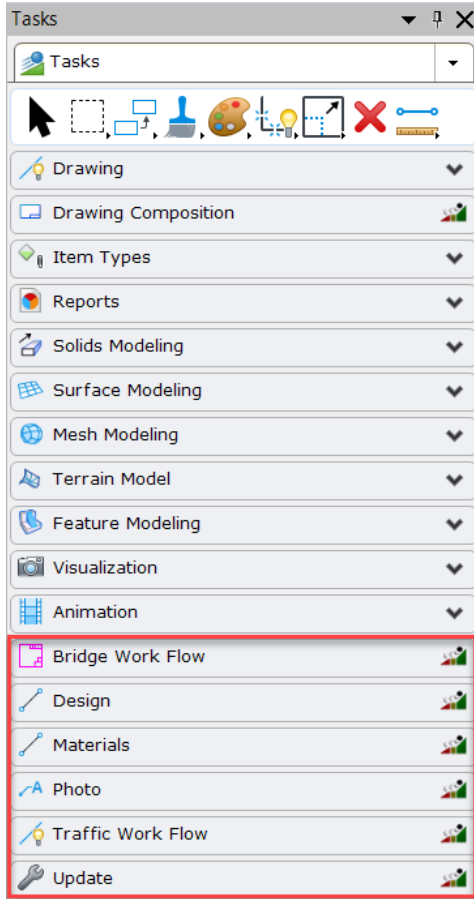 Tasks
Tasks
Drawing
Drawing Composition
Item Types
Reports
Solids Modeling
Surface Modeling
Mesh Modeling
Terrain Model
Feature Modeling
Visualization
Animation
Bridge Work Flow
Design
Materials
Photo
Traffic Work Flow
Update